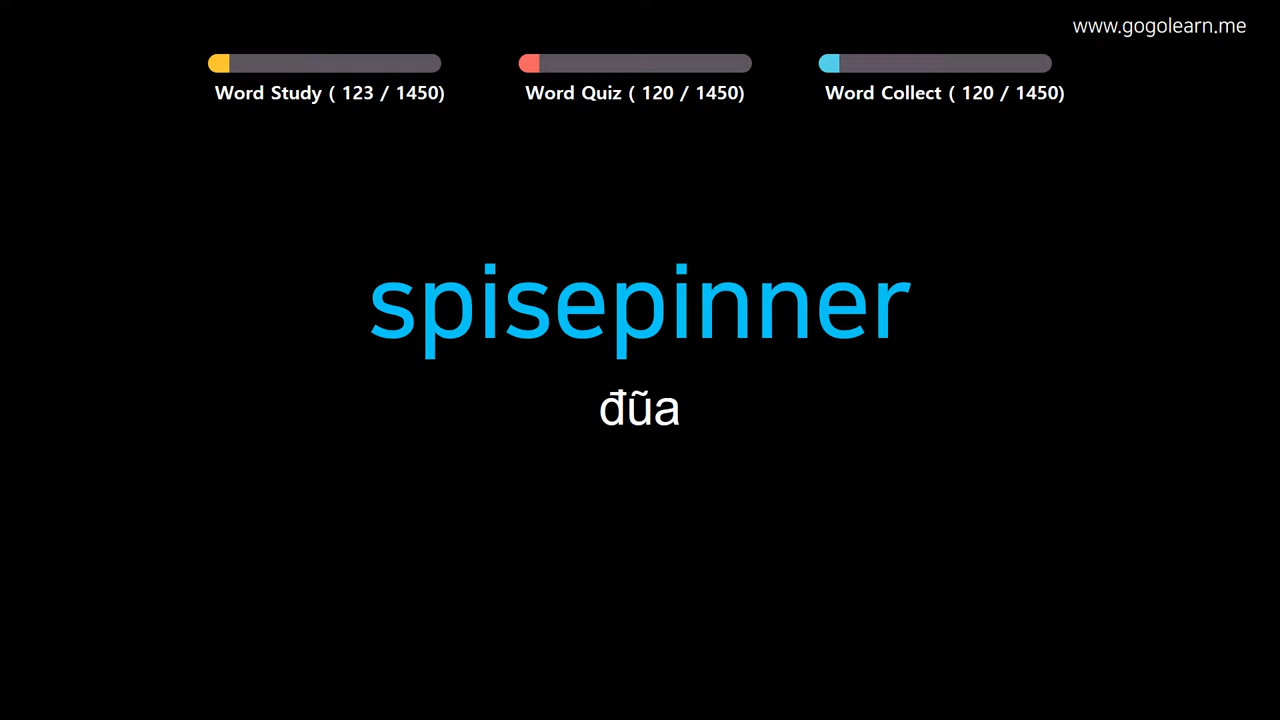 www.gogolearn.me
Word Study ( 123 / 1450)
Word Quiz ( 120 / 1450)
Word Collect ( 120 / 1450)
spisepinner
đũa